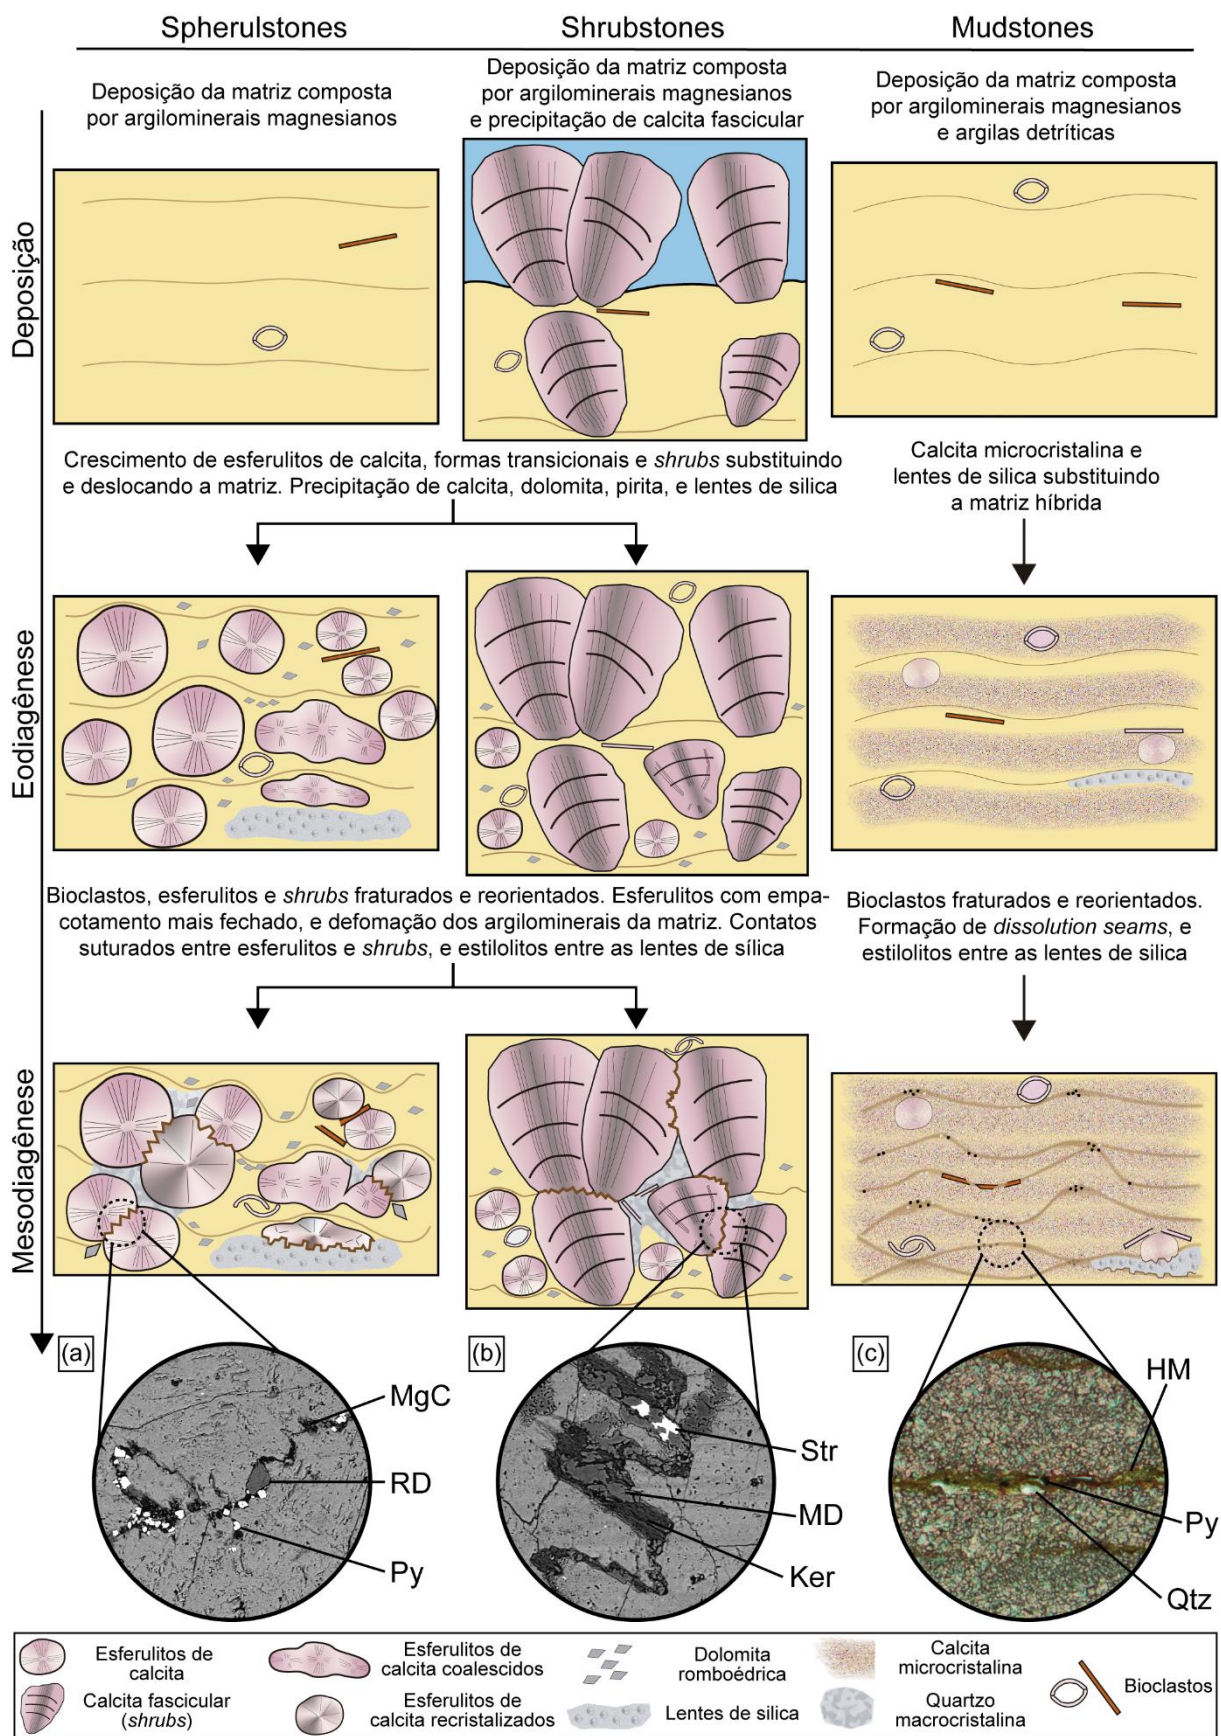 Spherulstones
Shrubstones
Mudstones
Deposição da matriz composta
por argilominerais magnesianos
Deposição da matriz composta
por argilominerais magnesianos
e precipitação de calcita fascicular
Deposição da matriz composta
por argilominerais magnesianos
e argilas detríticas
Deposição
Crescimento de esferulitos de calcita, formas transicionais e shrubs substituindo
e deslocando a matriz. Precipitação de calcita, dolomita, pirita, e lentes de silica
Calcita microcristalina e
lentes de silica substituindo
a matriz híbrida
Eodiagênese
Bioclastos, esferulitos e shrubs fraturados e reorientados. Esferulitos com empa-
cotamento mais fechado, e defomação dos argilominerais da matriz. Contatos
suturados entre esferulitos e shrubs, e estilolitos entre as lentes de sílica
Bioclastos fraturados e reorientados.
Formação de dissolution seams, e
estilolitos entre as lentes de silica
Mesodiagênese
(a)
MgC
RD
Py
(b)
Str
MD
Ker
(c)
HM
Py
Qtz
Esferulitos de
calcita
Esferulitos de
calcita coalescidos
Dolomita
romboédrica
Calcita
microcristalina
Bioclastos
Calcita fascicular
(shrubs)
Esferulitos de
calcita recristalizados
Lentes de silica
Quartzo
macrocristalina